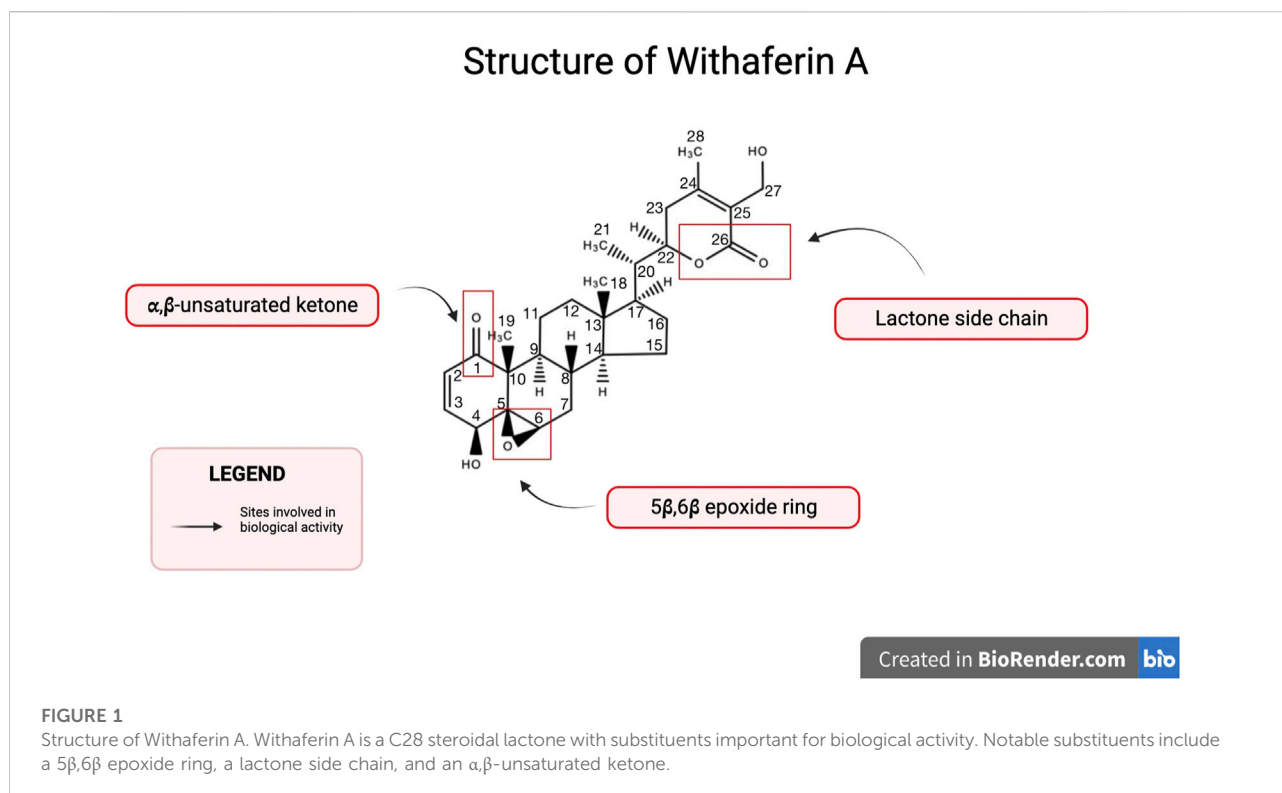 Structure of Withaferin A
28
H₃C
HO
24
27
23
25
21
H
26
H₃C
22
O
O
20
H₃C 18
H
α,β-unsaturated ketone
12
17
11
13
16
O
19
H₃C
Lactone side chain
9
H
14
15
1
2
10
8
H
H
3
5
7
4
6
O
HO
LEGEND
Sites involved in
biological activity
5β,6β epoxide ring
Created in BioRender.com bio
FIGURE 1
Structure of Withaferin A. Withaferin A is a C28 steroidal lactone with substituents important for biological activity. Notable substituents include
a 5β,6β epoxide ring, a lactone side chain, and an α,β-unsaturated ketone.